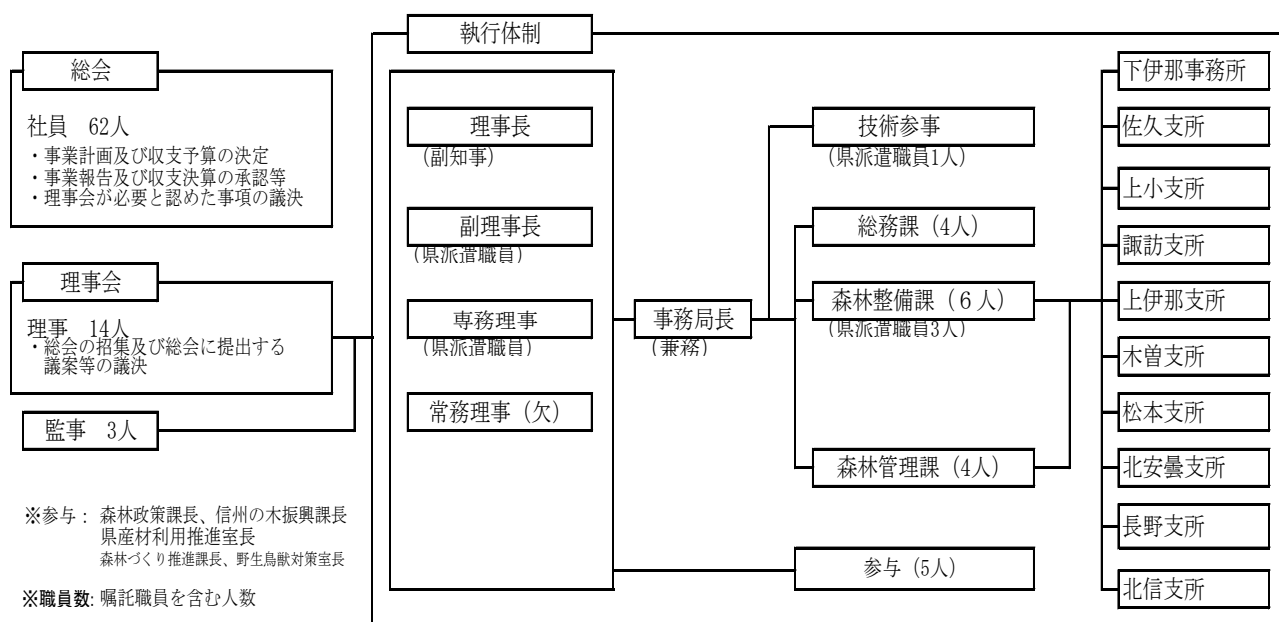 執行体制
総会
社員　62人
・事業計画及び収支予算の決定
・事業報告及び収支決算の承認等
・理事会が必要と認めた事項の議決
理事会
理事　14人
・総会の招集及び総会に提出する
議案等の議決
監事　3人
※参与：森林政策課長、信州の木振興課長
県産材利用推進室長
森林づくり推進課長、野生鳥獣対策室長
※職員数：嘱託職員を含む人数
理事長
(副知事)
副理事長
(県派遣職員)
専務理事
(県派遣職員)
常務理事（欠）
事務局長
(兼務)
技術参事
(県派遣職員1人)
総務課（4人）
森林整備課（６人）
(県派遣職員3人)
森林管理課（4人）
参与（5人）
下伊那事務所
佐久支所
上小支所
諏訪支所
上伊那支所
木曽支所
松本支所
北安曇支所
長野支所
北信支所